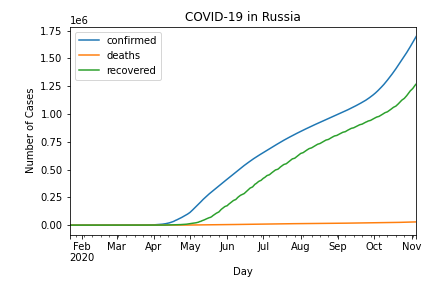 COVID-19 in Russia
1e6
1.75
1.50
1.25
1.00
0.75
0.50
0.25
0.00
Number of Cases
confirmed
deaths
recovered
Feb Mar Apr May Jun Jul Aug Sep Oct Nov
2020
Day